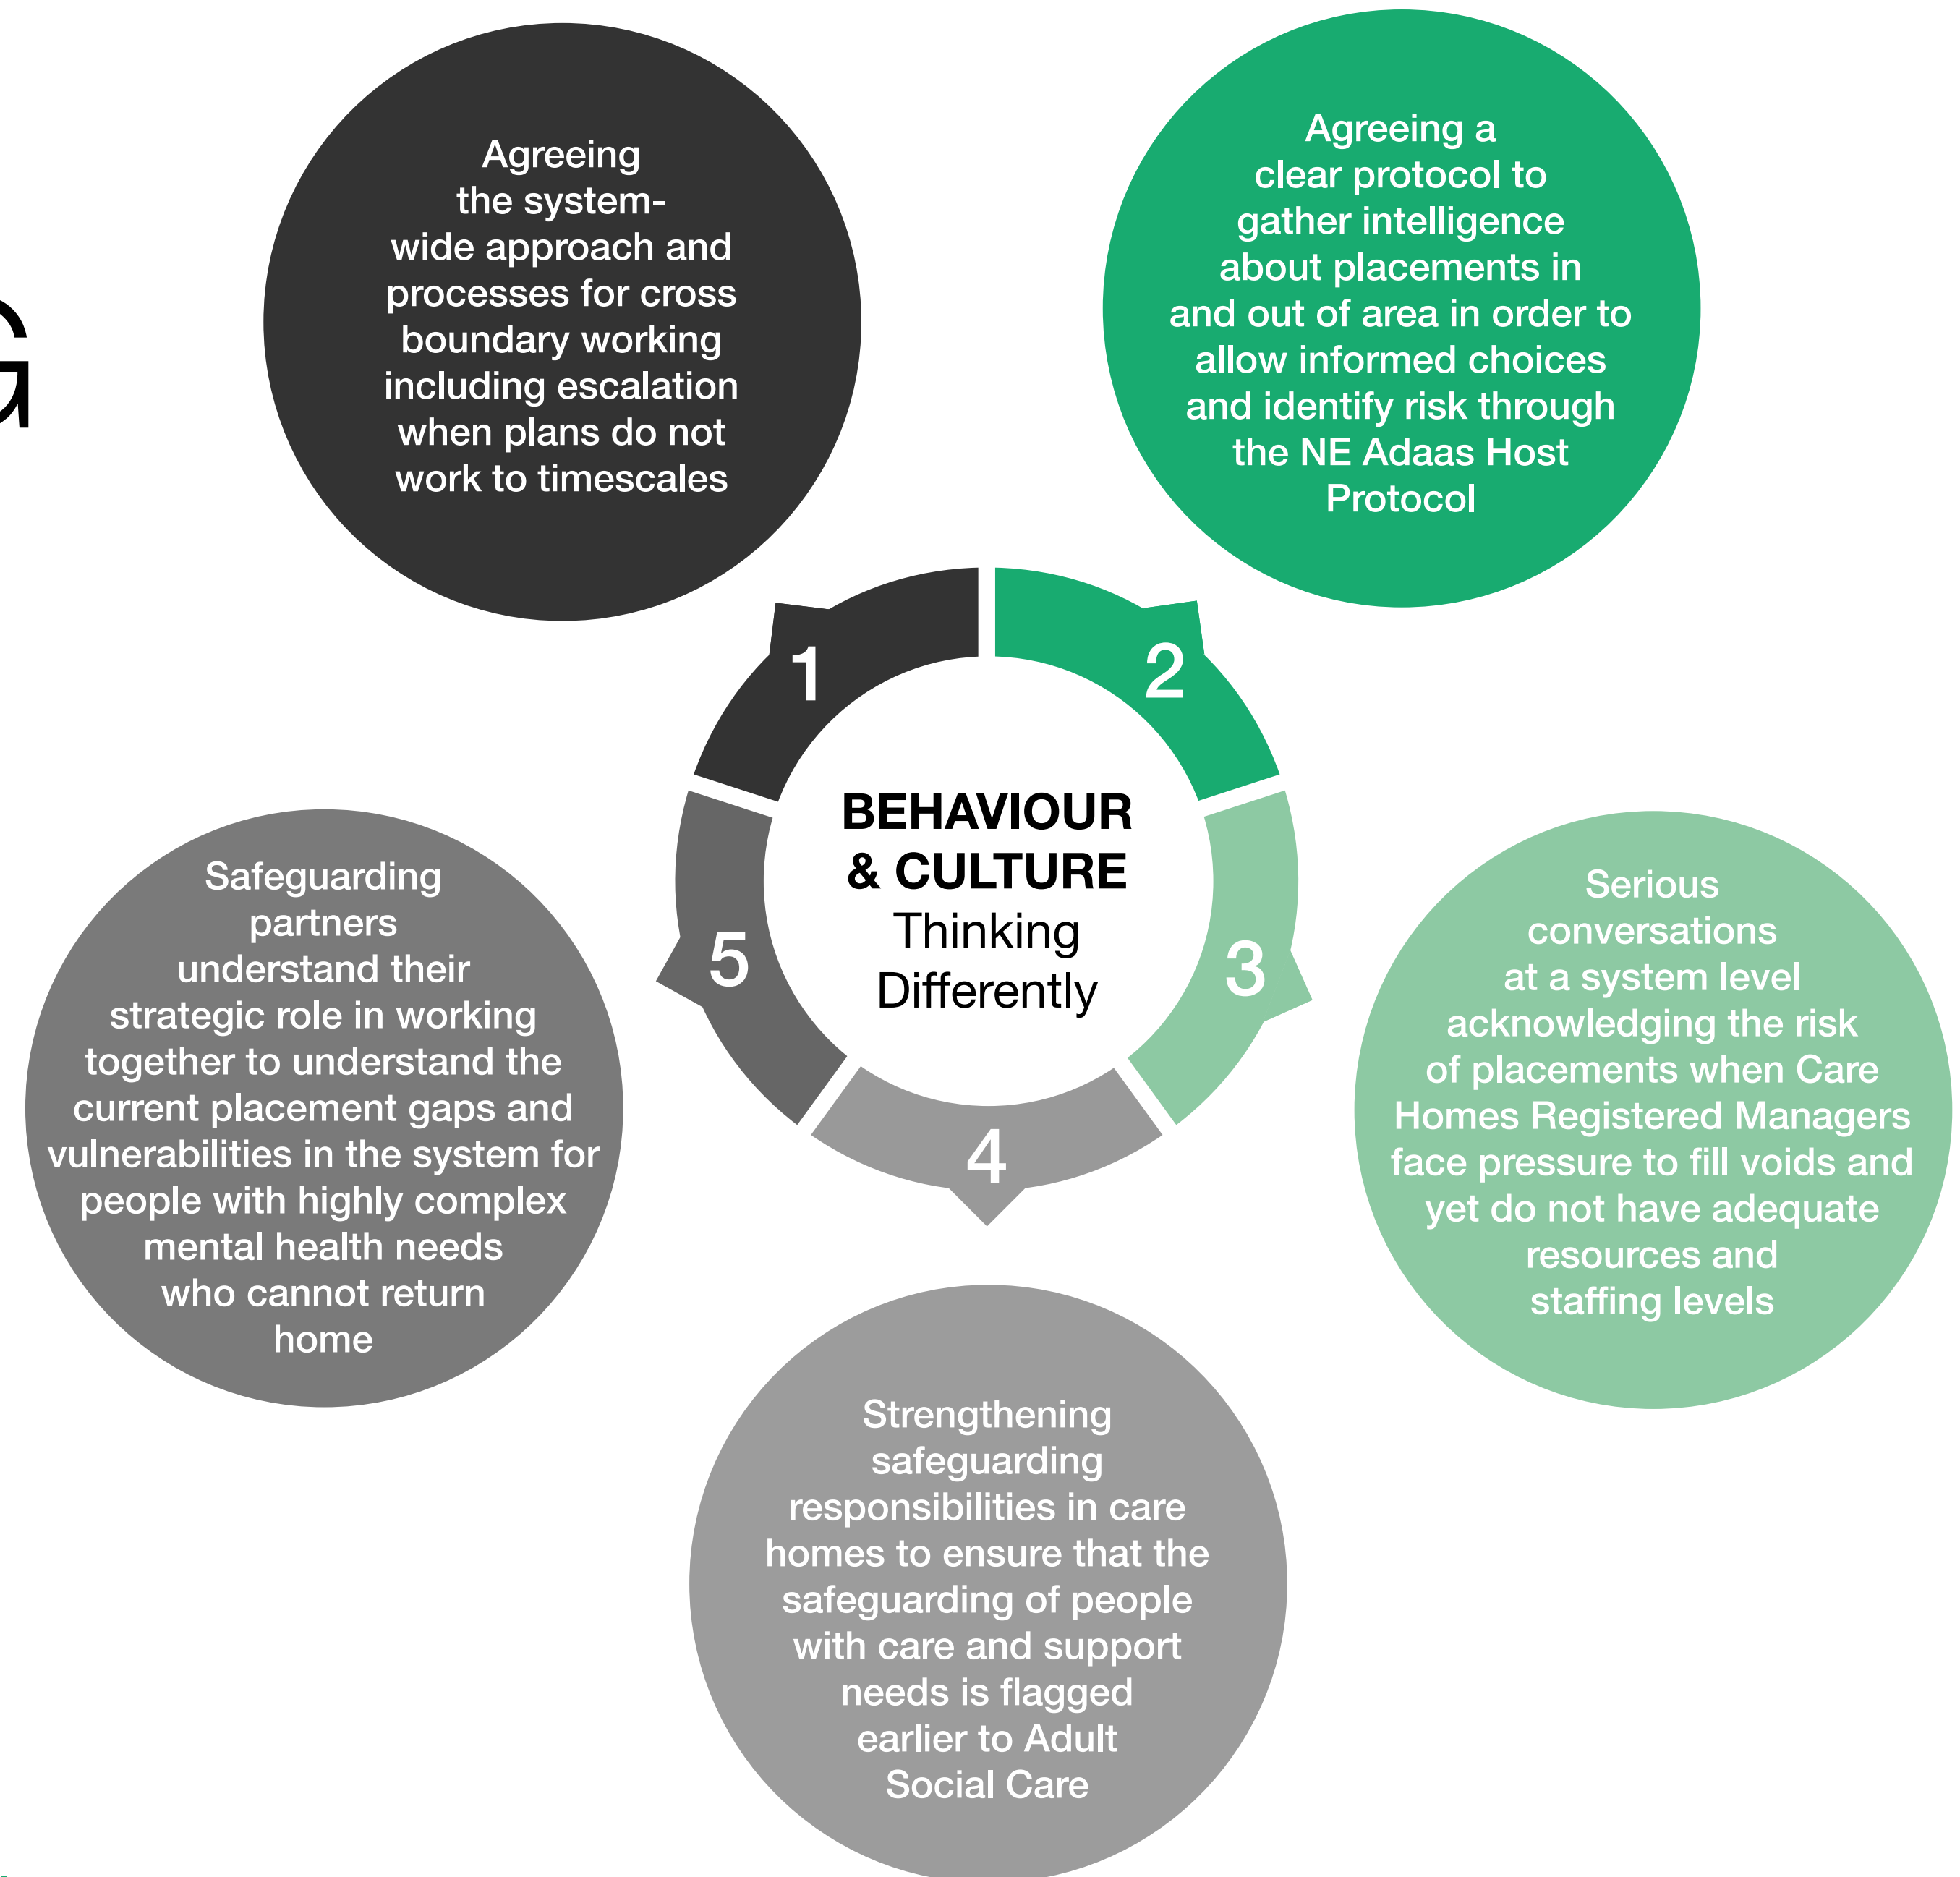 G
Agreeing
the system-
wide approach and
processes for cross
boundary working
including escalation
when plans do not
work to timescales
Agreeing a
clear protocol to
gather intelligence
about placements in
and out of area in order to
allow informed choices
and identify risk through
the NE Adaas Host
Protocol
1
2
3
4
5
BEHAVIOUR
& CULTURE
Thinking
Differently
Serious
conversations
at a system level
acknowledging the risk
of placements when Care
Homes Registered Managers
face pressure to fill voids and
yet do not have adequate
resources and
staffing levels
Strengthening
safeguarding
responsibilities in care
homes to ensure that the
safeguarding of people
with care and support
needs is flagged
earlier to Adult
Social Care
Safeguarding
partners
understand their
strategic role in working
together to understand the
current placement gaps and
vulnerabilities in the system for
people with highly complex
mental health needs
who cannot return
home